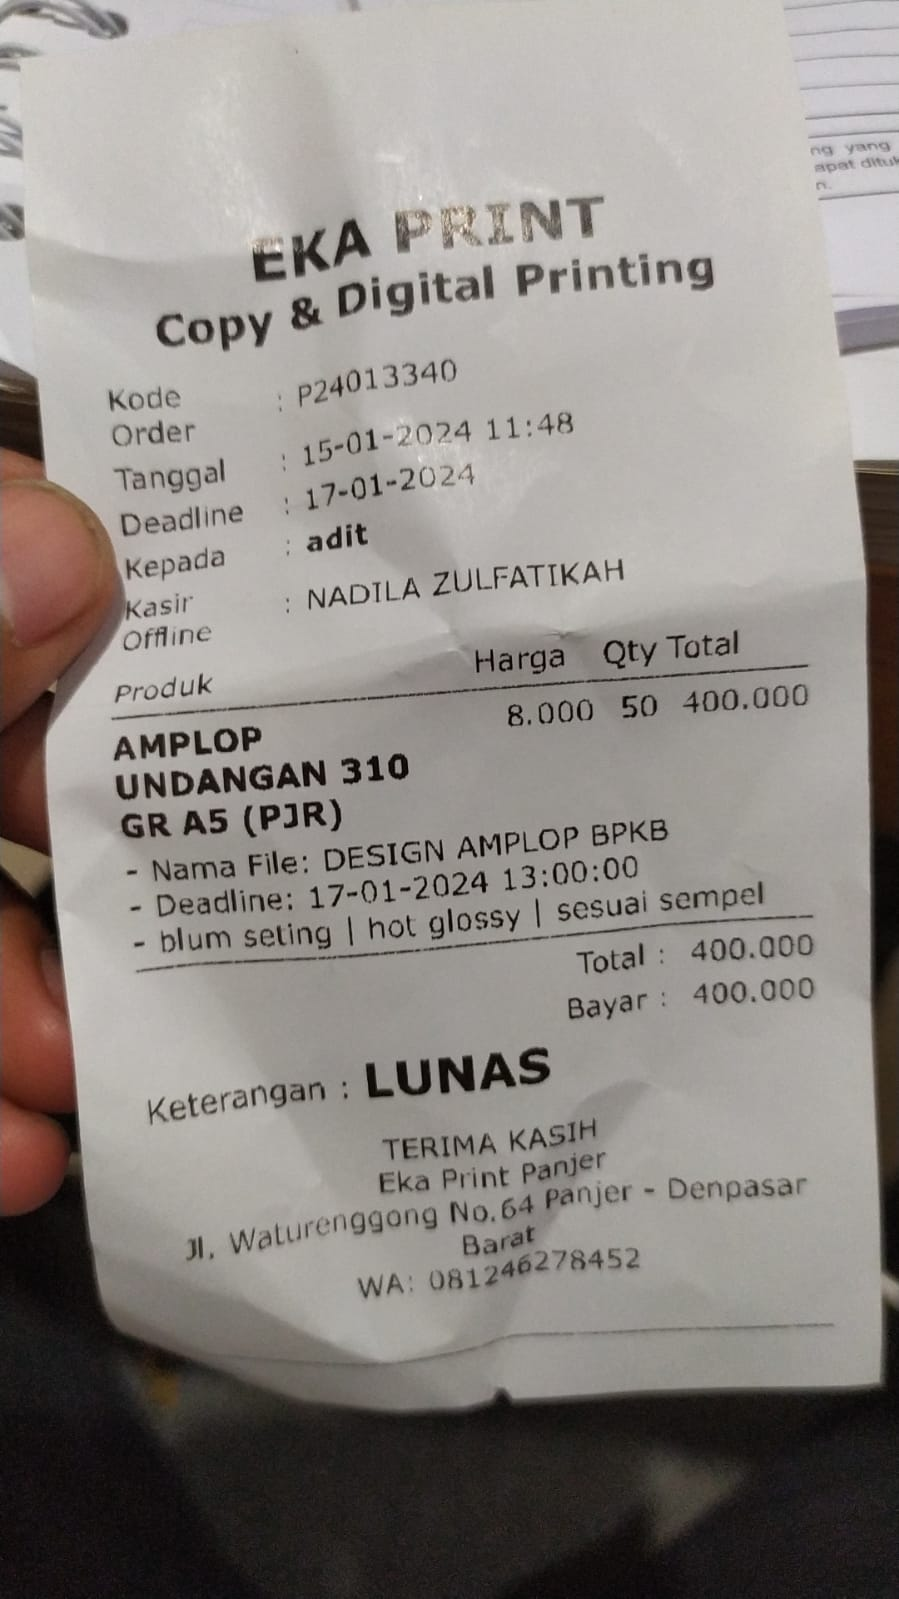 EKA PRINT
Copy & Digital Printing
Kode Order : P24013340
Tanggal : 15-01-2024 11:48
Deadline : 17-01-2024
Kepada : adit
Kasir Offline : NADILA ZULFATIKAH
Produk Harga Qty Total
AMPLOP 8.000 50 400.000
UNDANGAN 310
GR A5 (PJR)
- Nama File: DESIGN AMPLOP BPKB
- Deadline: 17-01-2024 13:00:00
- blum seting | hot glossy | sesuai sempel
Total : 400.000
Bayar : 400.000
Keterangan : LUNAS
TERIMA KASIH
Eka Print Panjer
Jl. Waturenggong No.64 Panjer - Denpasar
Barat
WA: 081246278452
ng yang
n.